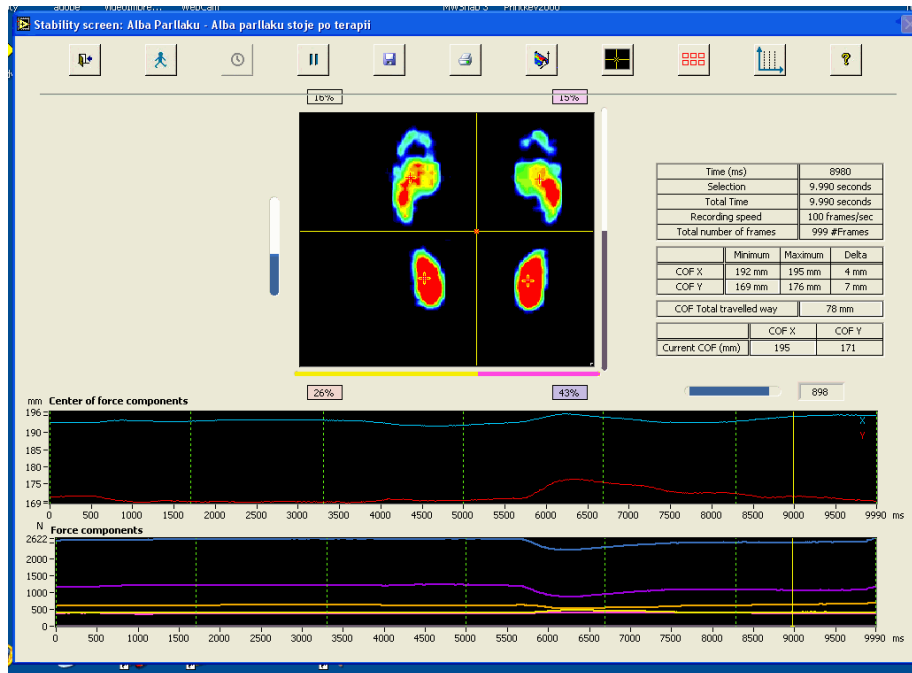 adobe VideoImbre... WebCam MWSnap 3 PrintKey2000
Stability screen: Alba Parllaku - Alba parllaku stoje po terapii
16% 15%
Time (ms) 8980
Selection 9.990 seconds
Total Time 9.990 seconds
Recording speed 100 frames/sec
Total number of frames 999 #Frames
Minimum Maximum Delta
COF X 192 mm 195 mm 4 mm
COF Y 169 mm 176 mm 7 mm
COF Total travelled way 78 mm
COF X COF Y
Current COF (mm) 195 171
26% 43% 898
mm Center of force components
196
190
185
180
175
169
X
Y
0 500 1000 1500 2000 2500 3000 3500 4000 4500 5000 5500 6000 6500 7000 7500 8000 8500 9000 9990 ms
N Force components
2622
2000
1500
1000
500
0
0 500 1000 1500 2000 2500 3000 3500 4000 4500 5000 5500 6000 6500 7000 7500 8000 8500 9000 9990 ms